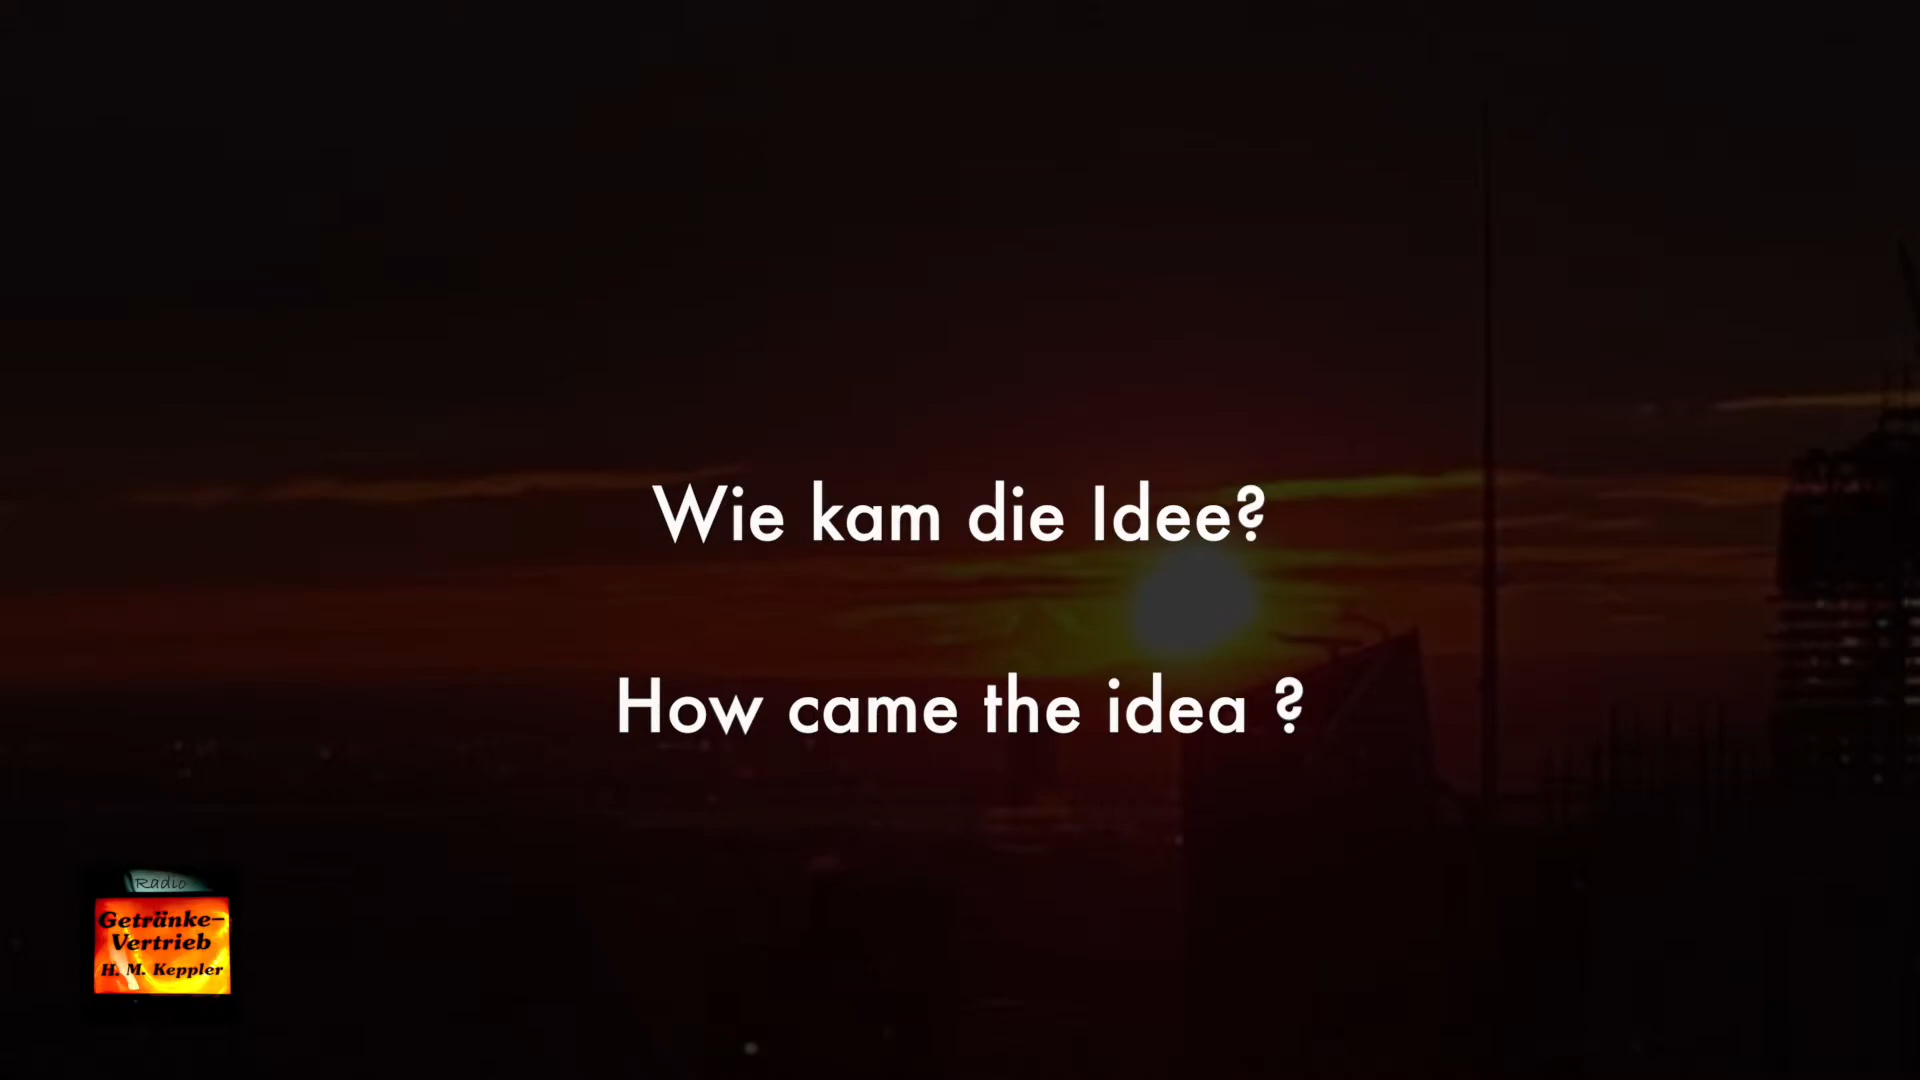 Wie kam die Idee?
How came the idea ?
Radio
Getränke-
Vertrieb
H. M. Keppler